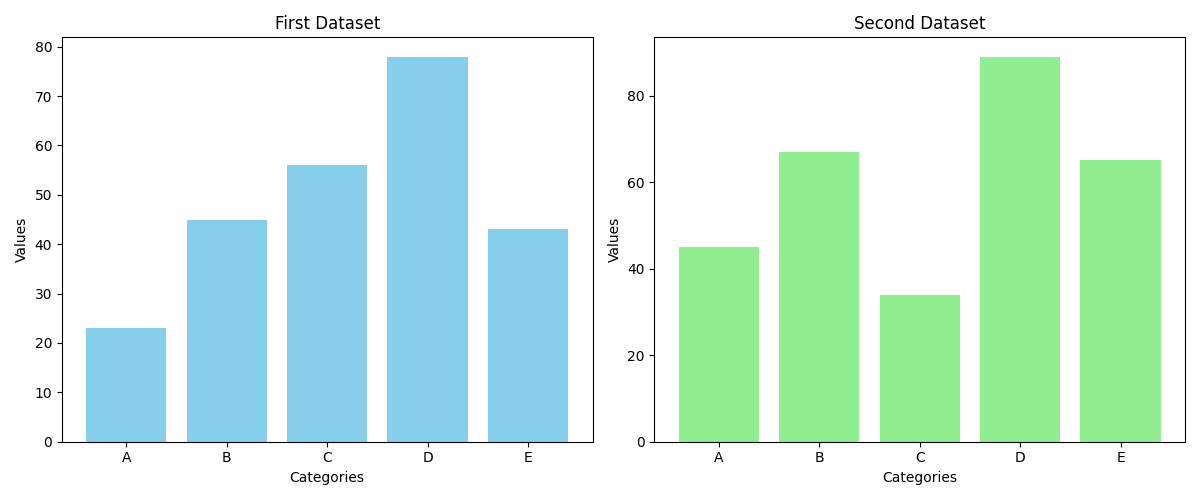 First Dataset
80
70
60
50
40
30
20
10
0
Values
A B C D E
Categories
Second Dataset
80
60
40
20
0
Values
A B C D E
Categories